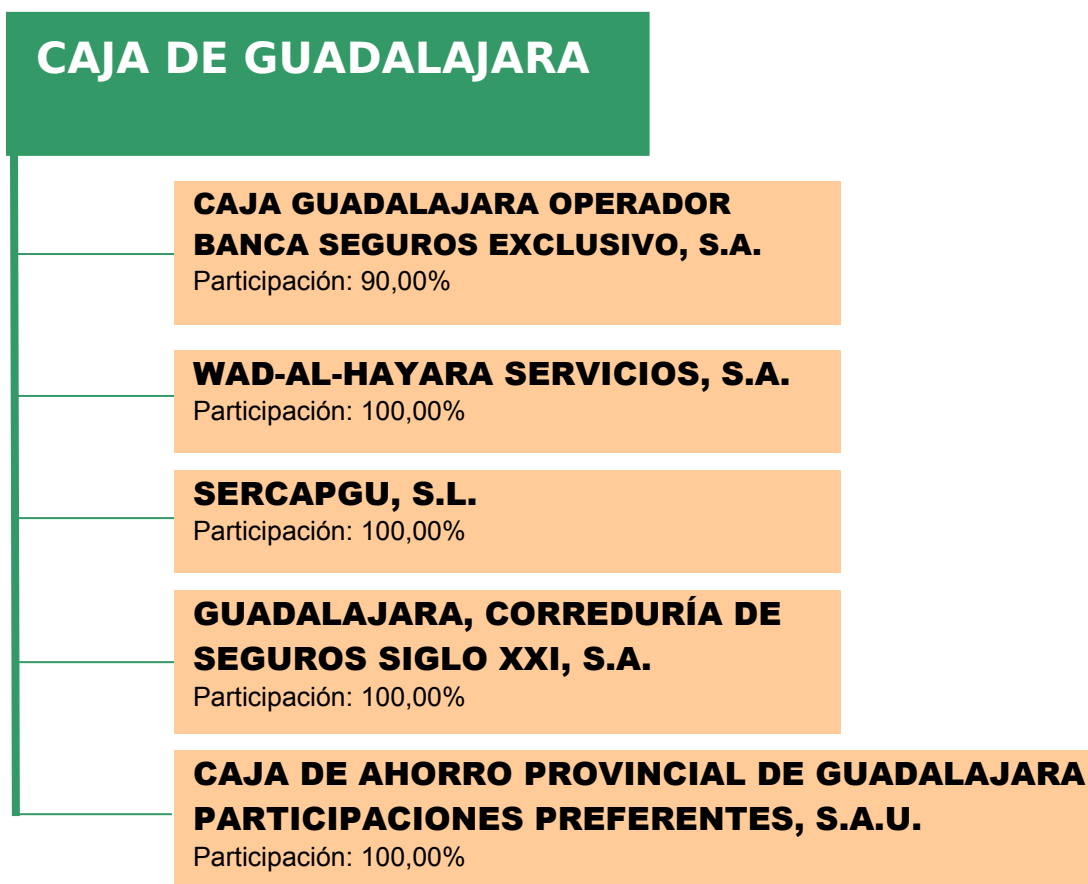 CAJA DE GUADALAJARA
CAJA GUADALAJARA OPERADOR
BANCA SEGUROS EXCLUSIVO, S.A.
Participación: 90,00%
WAD-AL-HAYARA SERVICIOS, S.A.
Participación: 100,00%
SERCAPGU, S.L.
Participación: 100,00%
GUADALAJARA, CORREDURÍA DE
SEGUROS SIGLO XXI, S.A.
Participación: 100,00%
CAJA DE AHORRO PROVINCIAL DE GUADALAJARA
PARTICIPACIONES PREFERENTES, S.A.U.
Participación: 100,00%